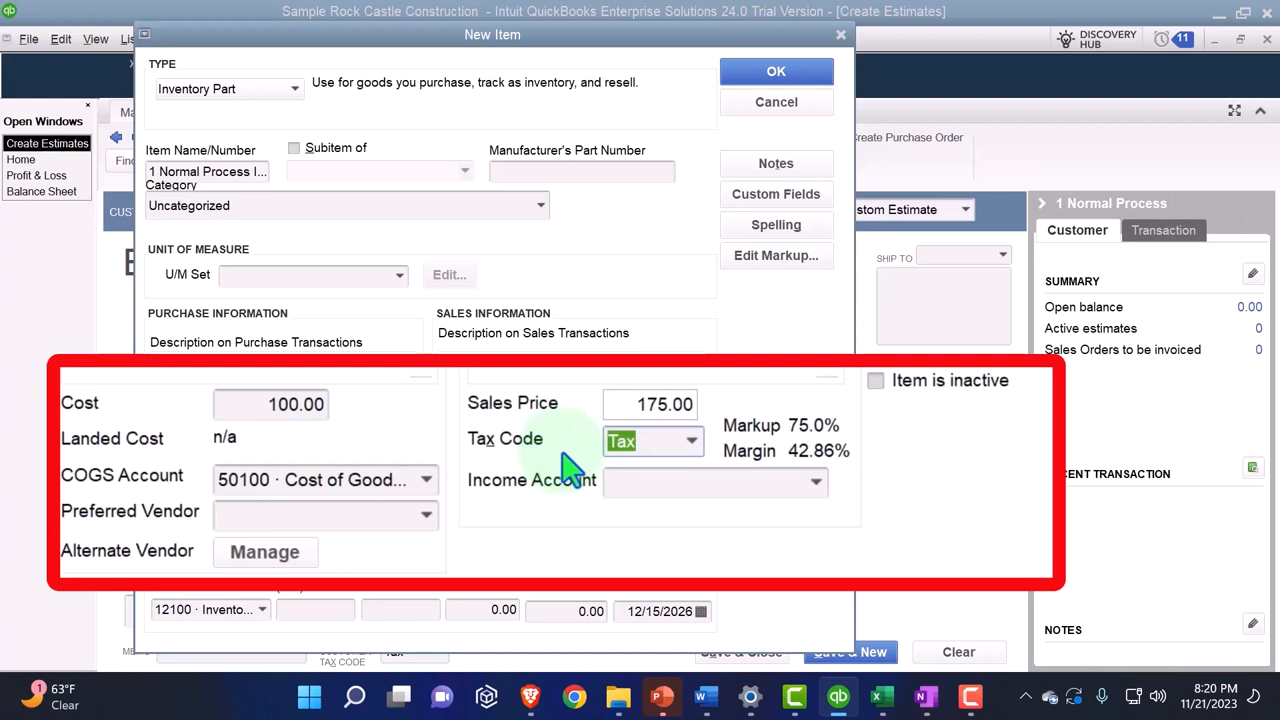 Sample Rock Castle Construction - Intuit QuickBooks Enterprise Solutions 24.0 Trial Version - [Create Estimates]
File Edit View
New Item
DISCOVERY
HUB
11
TYPE
Inventory Part
Use for goods you purchase, track as inventory, and resell.
OK
Cancel
Open Windows
Create Estimates
Home
Profit & Loss
Balance Sheet
Create Purchase Order
Item Name/Number
Subitem of
Manufacturer's Part Number
1 Normal Process I...
Category
Uncategorized
Notes
Custom Fields
Spelling
Edit Markup...
stom Estimate
1 Normal Process
Customer
Transaction
UNIT OF MEASURE
U/M Set
Edit...
SHIP TO
SUMMARY
Open balance 0.00
Active estimates 0
Sales Orders to be invoiced 0
PURCHASE INFORMATION
Description on Purchase Transactions
SALES INFORMATION
Description on Sales Transactions
Cost 100.00
Landed Cost n/a
COGS Account 50100 · Cost of Good...
Preferred Vendor
Alternate Vendor Manage
Sales Price 175.00
Tax Code Tax
Income Account
Markup 75.0%
Margin 42.86%
Item is inactive
CENT TRANSACTION
12100 · Invento... 0.00 0.00 12/15/2026
NOTES
TAX CODE
Save & New
Clear
1
63°F
Clear
8:20 PM
11/21/2023